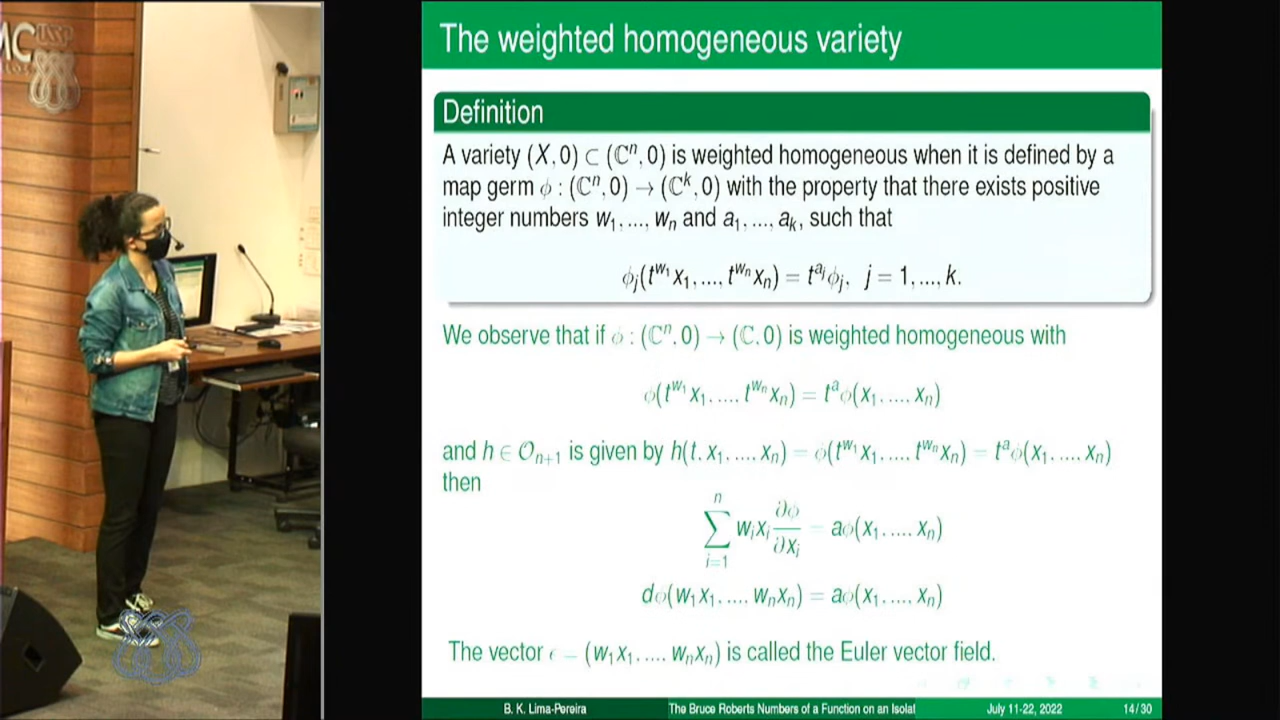 The weighted homogeneous variety
Definition
A variety (X, 0) ⊂ (ℂⁿ, 0) is weighted homogeneous when it is defined by a
map germ ϕ : (ℂⁿ, 0) → (ℂᵏ, 0) with the property that there exists positive
integer numbers w₁, ..., wₙ and a₁, ..., aₖ, such that
ϕⱼ(t^{w₁}x₁, ..., t^{wₙ}xₙ) = t^{aⱼ}ϕⱼ, j = 1, ..., k.
We observe that if ϕ : (ℂⁿ, 0) → (ℂ, 0) is weighted homogeneous with
ϕ(t^{w₁}x₁, ..., t^{wₙ}xₙ) = t^a ϕ(x₁, ..., xₙ)
and h ∈ 𝒪ₙ₊₁ is given by h(t, x₁, ..., xₙ) = ϕ(t^{w₁}x₁, ..., t^{wₙ}xₙ) = t^a ϕ(x₁, ..., xₙ)
then
∑_{i=1}^{n} wᵢxᵢ ∂ϕ/∂xᵢ = aϕ(x₁, ..., xₙ)
dϕ(w₁x₁, ..., wₙxₙ) = aϕ(x₁, ..., xₙ)
The vector ϵ = (w₁x₁, ..., wₙxₙ) is called the Euler vector field.
B. K. Lima-Pereira
The Bruce Roberts Numbers of a Function on an Isolat
July 11-22, 2022
14/30